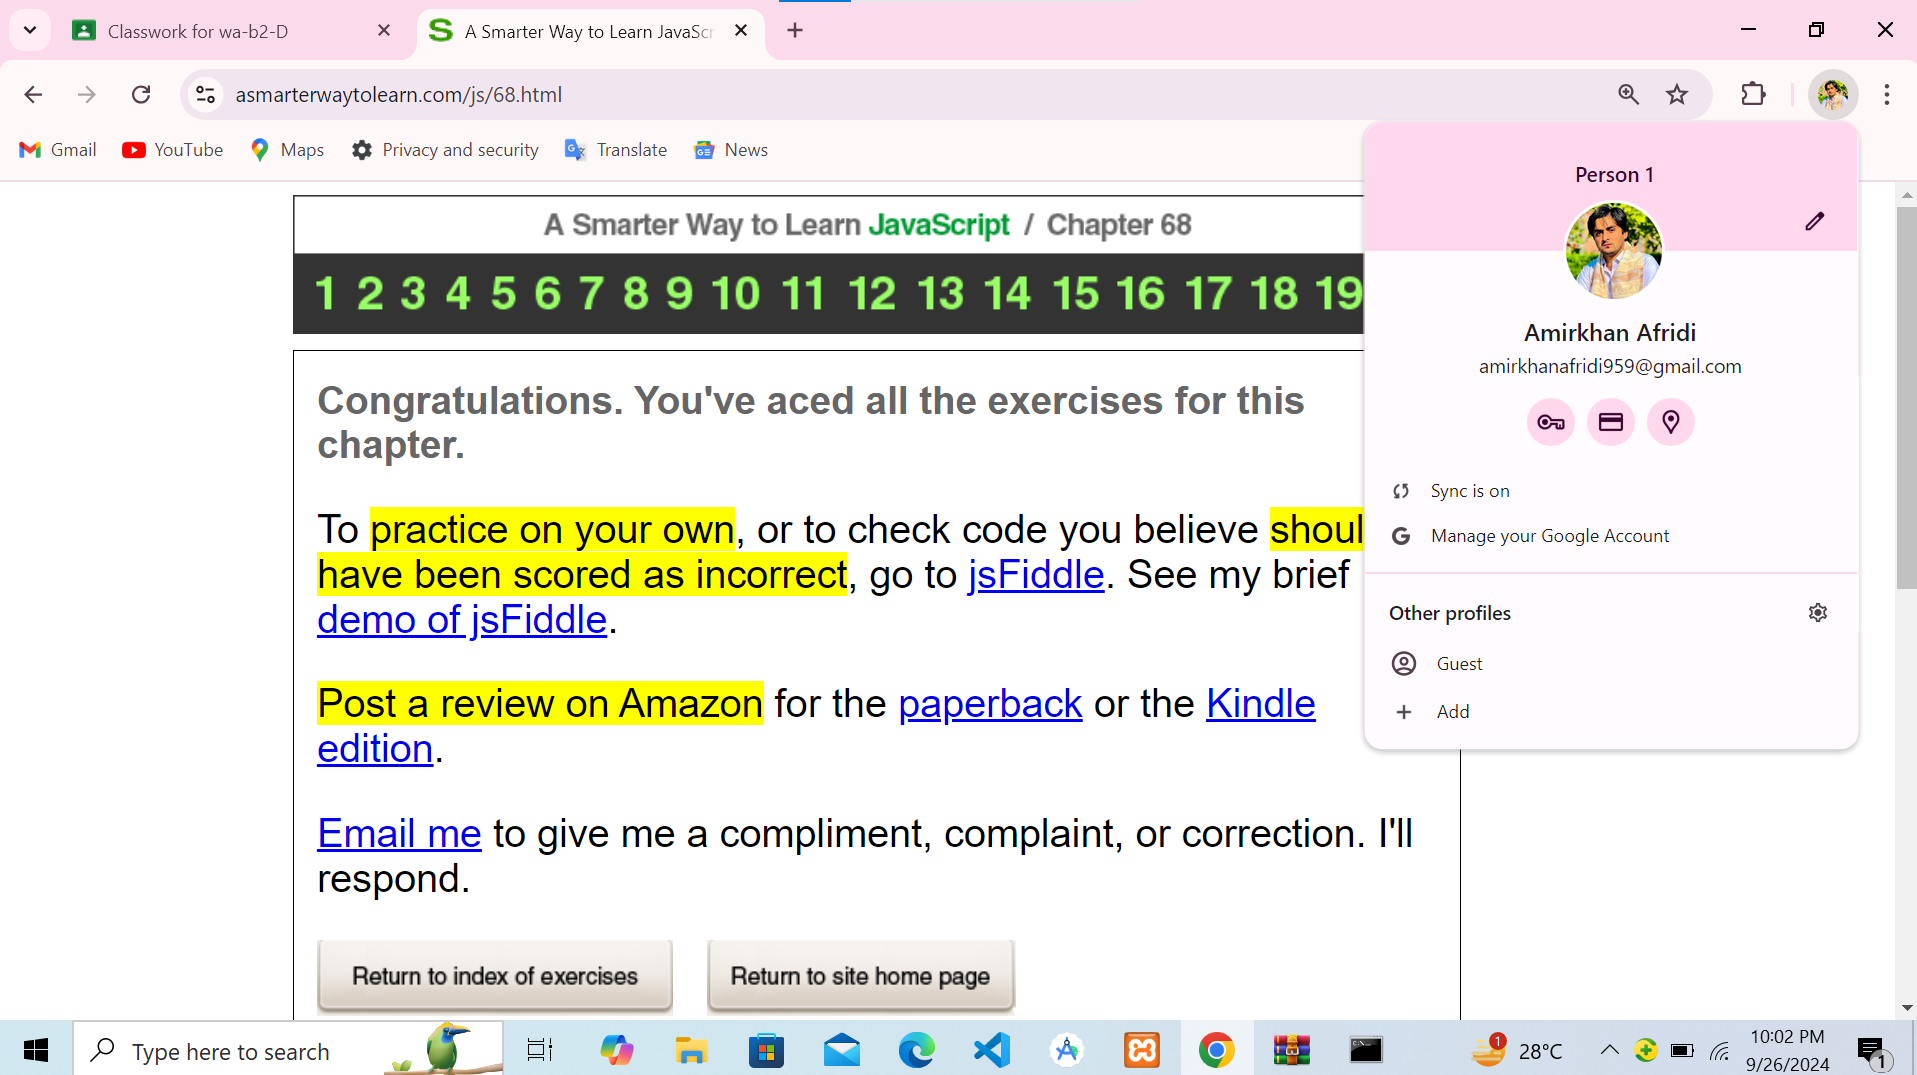 Classwork for wa-b2-D
A Smarter Way to Learn JavaScr
asmarterwaytolearn.com/js/68.html
Gmail YouTube Maps Privacy and security Translate News
A Smarter Way to Learn JavaScript / Chapter 68
1 2 3 4 5 6 7 8 9 10 11 12 13 14 15 16 17 18 19
Congratulations. You've aced all the exercises for this
chapter.
To practice on your own, or to check code you believe shoul
have been scored as incorrect, go to jsFiddle. See my brief
demo of jsFiddle.
Post a review on Amazon for the paperback or the Kindle
edition.
Email me to give me a compliment, complaint, or correction. I'll
respond.
Return to index of exercises Return to site home page
Person 1
Amirkhan Afridi
amirkhanafridi959@gmail.com
Sync is on
Manage your Google Account
Other profiles
Guest
Add
Type here to search
1
28°C
10:02 PM
9/26/2024
1